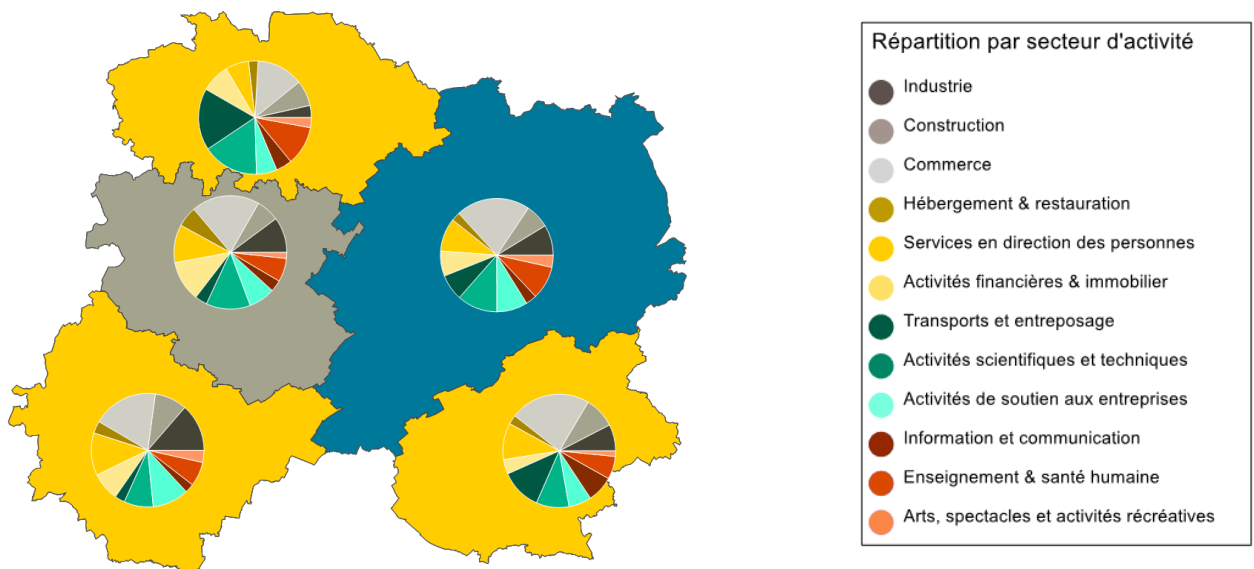 Répartition par secteur d'activité
Industrie
Construction
Commerce
Hébergement & restauration
Services en direction des personnes
Activités financières & immobilier
Transports et entreposage
Activités scientifiques et techniques
Activités de soutien aux entreprises
Information et communication
Enseignement & santé humaine
Arts, spectacles et activités récréatives